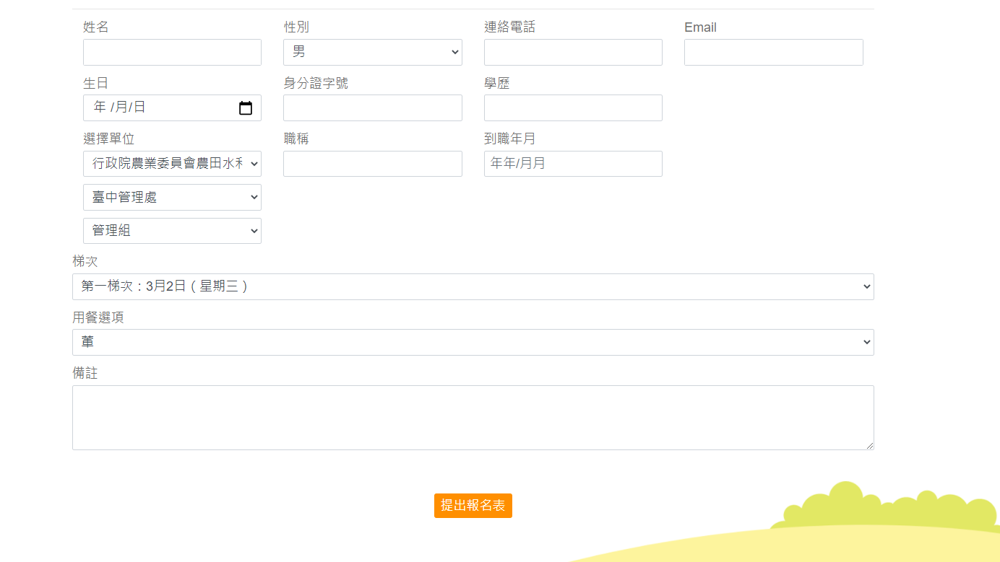 姓名 性別 連絡電話 Email
男
生日 身分證字號 學歷
年 /月/日
選擇單位 職稱 到職年月
行政院農業委員會農田水 年年/月月
臺中管理處
管理組
梯次
第一梯次：3月2日（星期三）
用餐選項
葷
備註
提出報名表